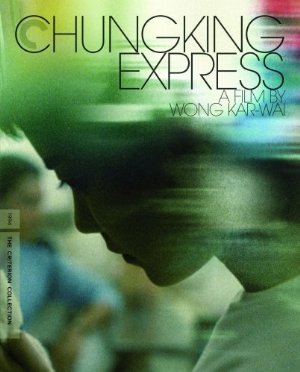 CHUNGKING
EXPRESS
A FILM BY
WONG KAR-WAI
1994
THE CRITERION COLLECTION